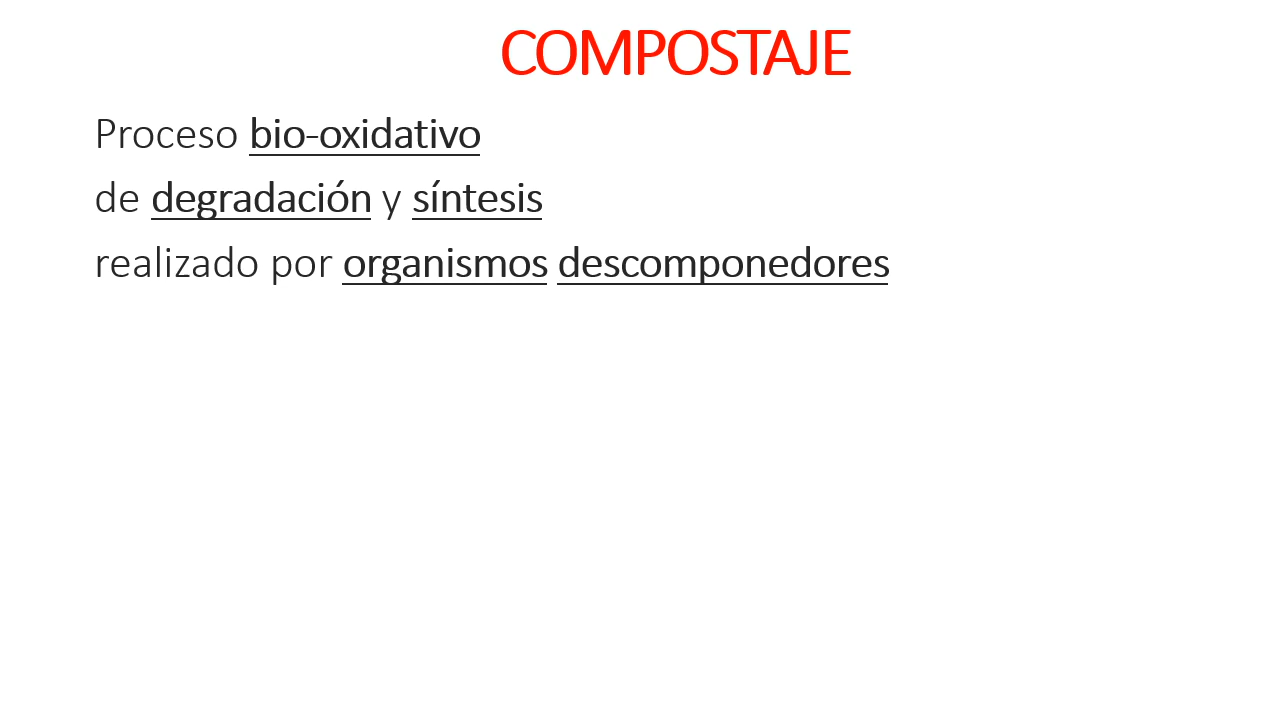 COMPOSTAJE
Proceso bio-oxidativo
de degradación y síntesis
realizado por organismos descomponedores